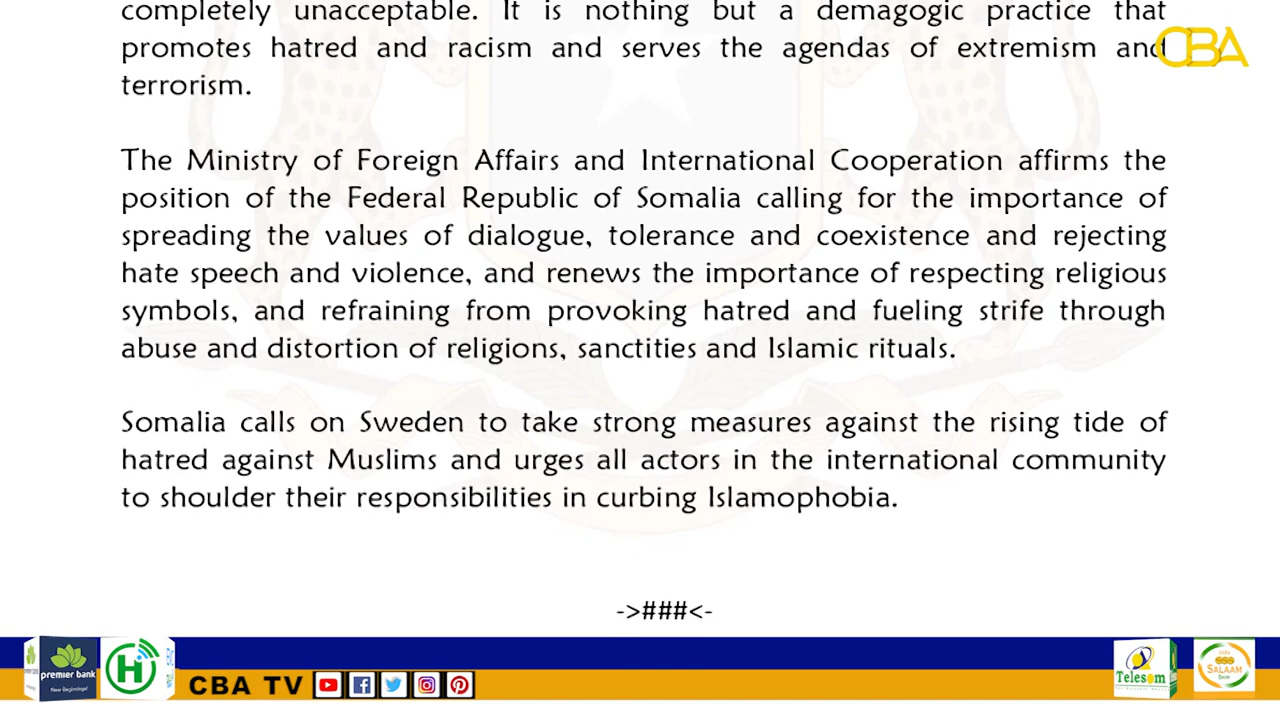 completely unacceptable. It is nothing but a demagogic practice that
promotes hatred and racism and serves the agendas of extremism and
terrorism.
CBA
The Ministry of Foreign Affairs and International Cooperation affirms the
position of the Federal Republic of Somalia calling for the importance of
spreading the values of dialogue, tolerance and coexistence and rejecting
hate speech and violence, and renews the importance of respecting religious
symbols, and refraining from provoking hatred and fueling strife through
abuse and distortion of religions, sanctities and Islamic rituals.
Somalia calls on Sweden to take strong measures against the rising tide of
hatred against Muslims and urges all actors in the international community
to shoulder their responsibilities in curbing Islamophobia.
->###<-
premier bank
New Beginnings!
H
CBA TV
Telesom
SALAAM